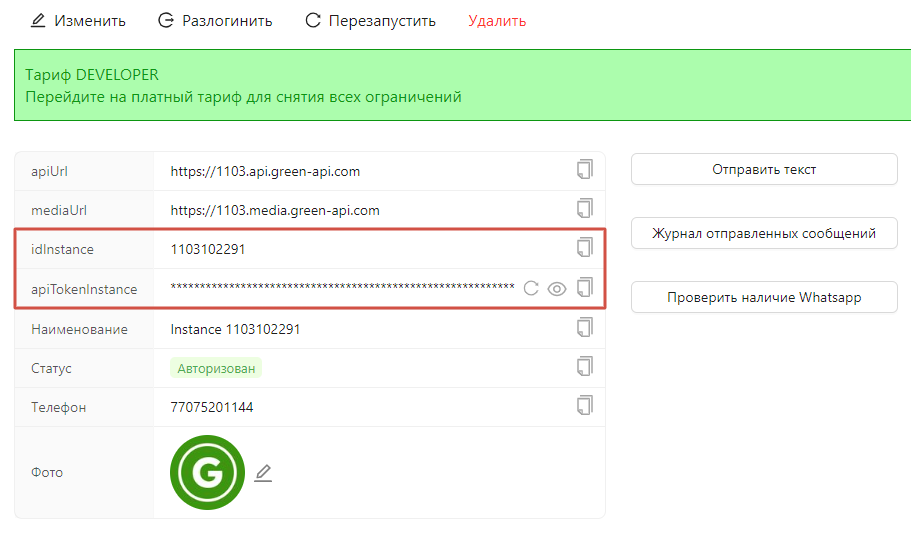 Изменить Разлогинить Перезапустить Удалить
Тариф DEVELOPER
Перейдите на платный тариф для снятия всех ограничений
apiUrl https://1103.api.green-api.com
Отправить текст
mediaUrl https://1103.media.green-api.com
Журнал отправленных сообщений
idInstance 1103102291
apiTokenInstance **********************************************************
Проверить наличие Whatsapp
Наименование Instance 1103102291
Статус Авторизован
Телефон 77075201144
Фото G